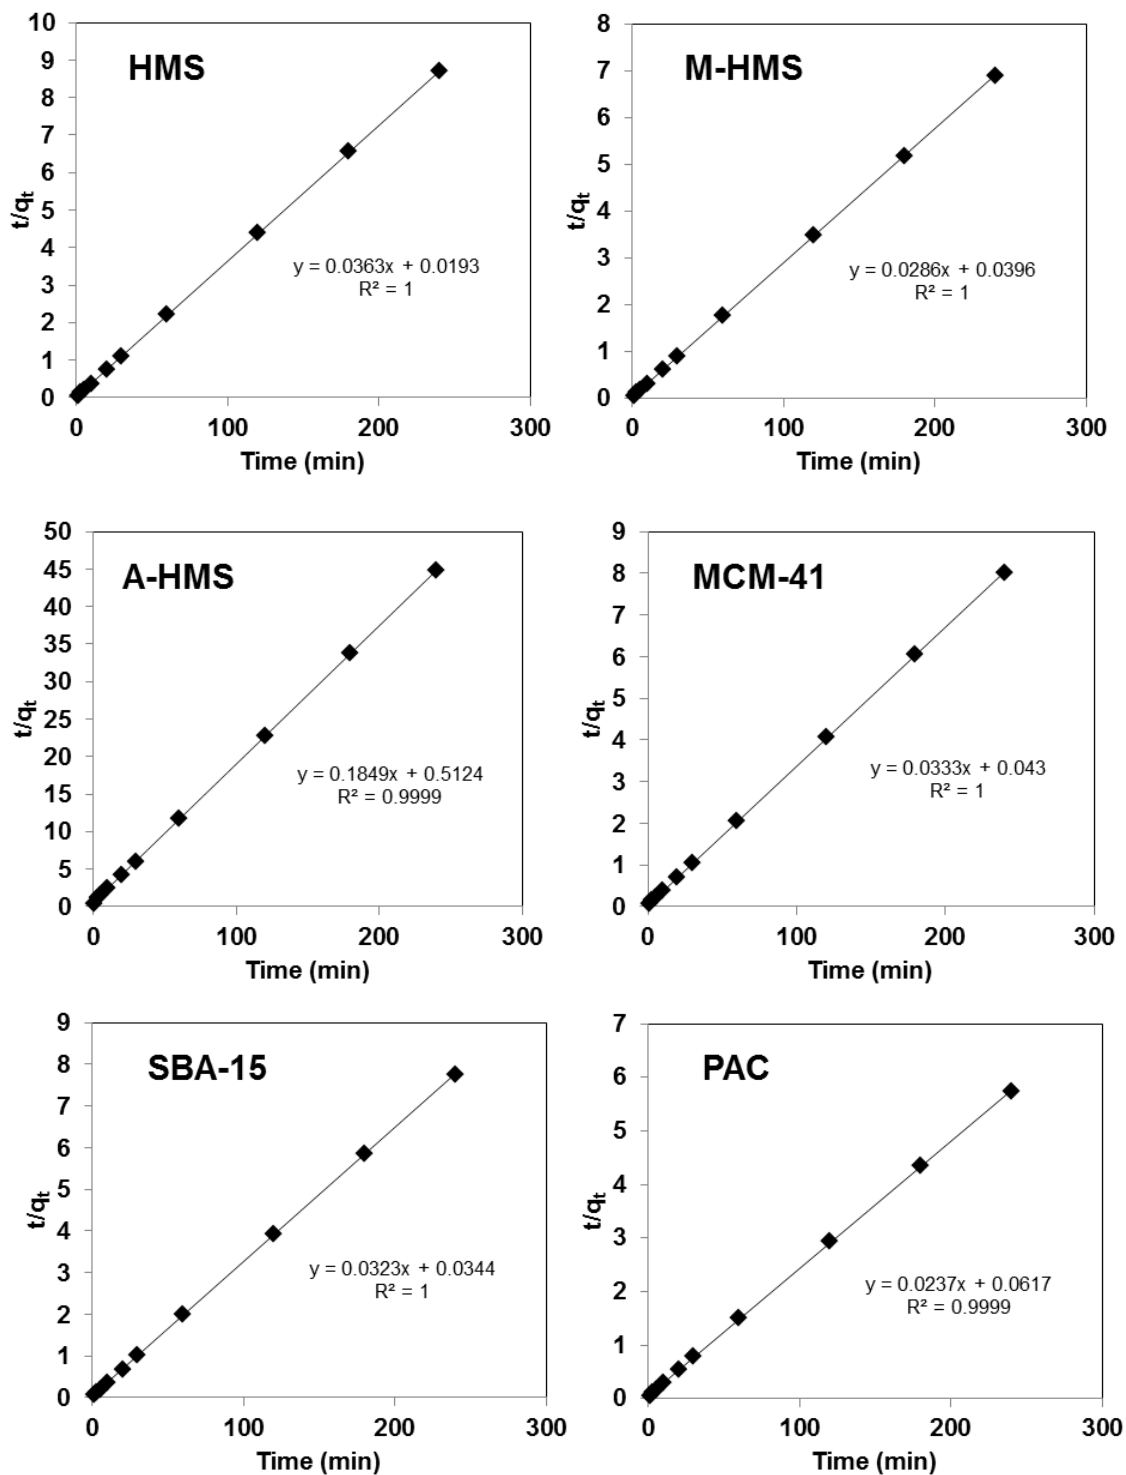 HMS
10
9
8
7
6
5
4
3
2
1
0
t/qt
y = 0.0363x + 0.0193
R² = 1
0 100 200 300
Time (min)
M-HMS
8
7
6
5
4
3
2
1
0
t/qt
y = 0.0286x + 0.0396
R² = 1
0 100 200 300
Time (min)
A-HMS
50
45
40
35
30
25
20
15
10
5
0
t/qt
y = 0.1849x + 0.5124
R² = 0.9999
0 100 200 300
Time (min)
MCM-41
9
8
7
6
5
4
3
2
1
0
t/qt
y = 0.0333x + 0.043
R² = 1
0 100 200 300
Time (min)
SBA-15
9
8
7
6
5
4
3
2
1
0
t/qt
y = 0.0323x + 0.0344
R² = 1
0 100 200 300
Time (min)
PAC
7
6
5
4
3
2
1
0
t/qt
y = 0.0237x + 0.0617
R² = 0.9999
0 100 200 300
Time (min)